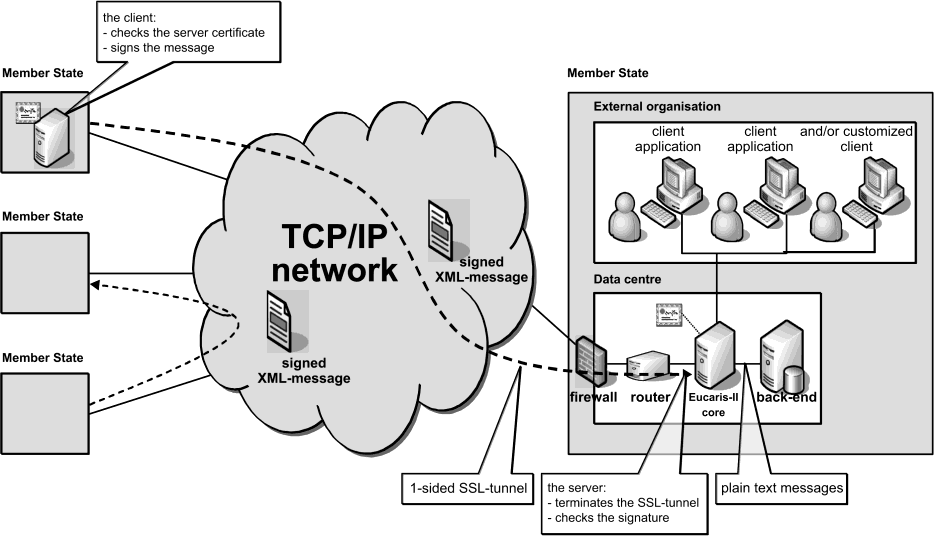 the client:
- checks the server certificate
- signs the message
Member State
Member State
External organisation
client
application
client
application
and/or customized
client
Member State
TCP/IP
network
signed
XML-message
signed
XML-message
Data centre
Member State
firewall
router
Eucaris-II
core
back-end
1-sided SSL-tunnel
the server:
- terminates the SSL-tunnel
- checks the signature
plain text messages